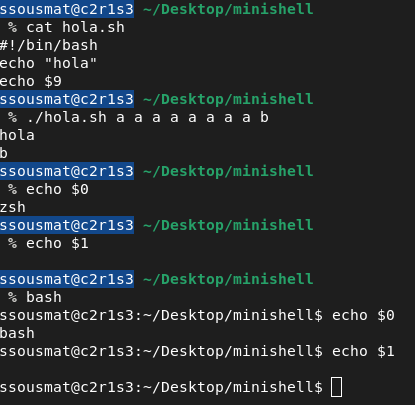 ssousmat@c2r1s3 ~/Desktop/minishell
% cat hola.sh
#!/bin/bash
echo "hola"
echo $9
ssousmat@c2r1s3 ~/Desktop/minishell
% ./hola.sh a a a a a a a a b
hola
b
ssousmat@c2r1s3 ~/Desktop/minishell
% echo $0
zsh
ssousmat@c2r1s3 ~/Desktop/minishell
% echo $1
ssousmat@c2r1s3 ~/Desktop/minishell
% bash
ssousmat@c2r1s3:~/Desktop/minishell$ echo $0
bash
ssousmat@c2r1s3:~/Desktop/minishell$ echo $1
ssousmat@c2r1s3:~/Desktop/minishell$